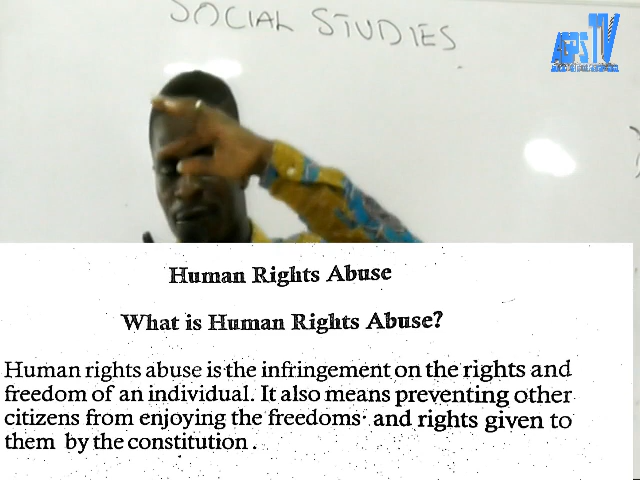 SOCIAL STUDIES
AGPS TV
Human Rights Abuse
What is Human Rights Abuse?
Human rights abuse is the infringement on the rights and
freedom of an individual. It also means preventing other
citizens from enjoying the freedoms and rights given to
them by the constitution.